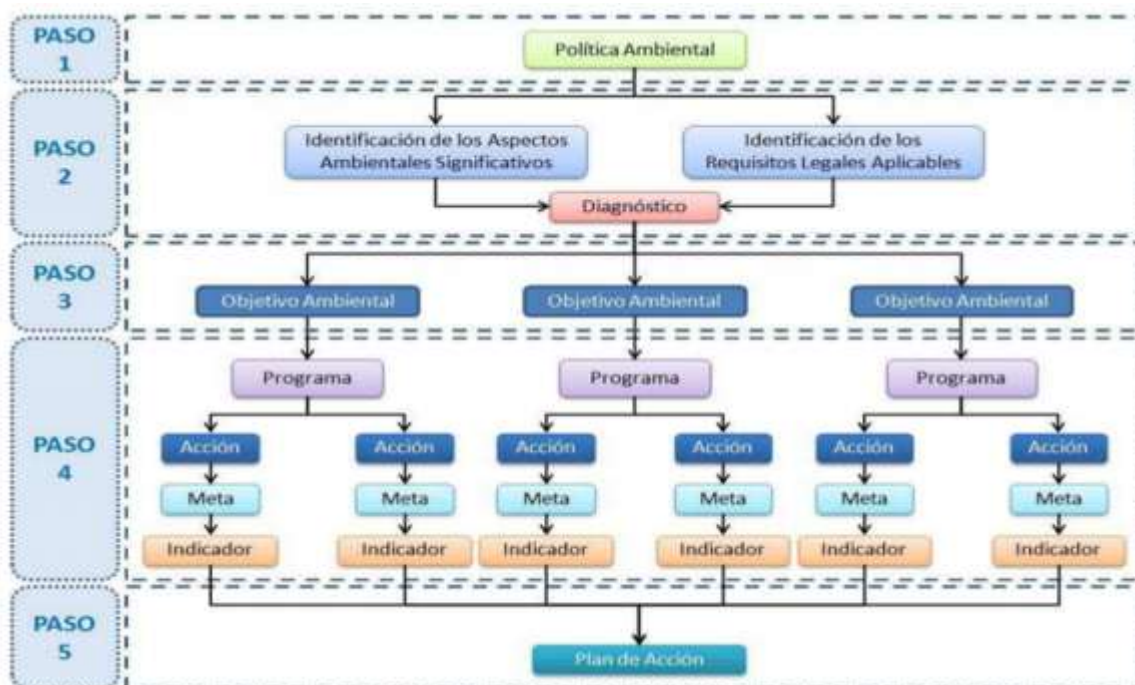 PASO
1
Política Ambiental
PASO
2
Identificación de los Aspectos
Ambientales Significativos
Identificación de los
Requisitos Legales Aplicables
Diagnóstico
PASO
3
Objetivo Ambiental
Objetivo Ambiental
Objetivo Ambiental
PASO
4
Programa
Programa
Programa
Acción
Acción
Acción
Acción
Acción
Acción
Meta
Meta
Meta
Meta
Meta
Meta
Indicador
Indicador
Indicador
Indicador
Indicador
Indicador
PASO
5
Plan de Acción